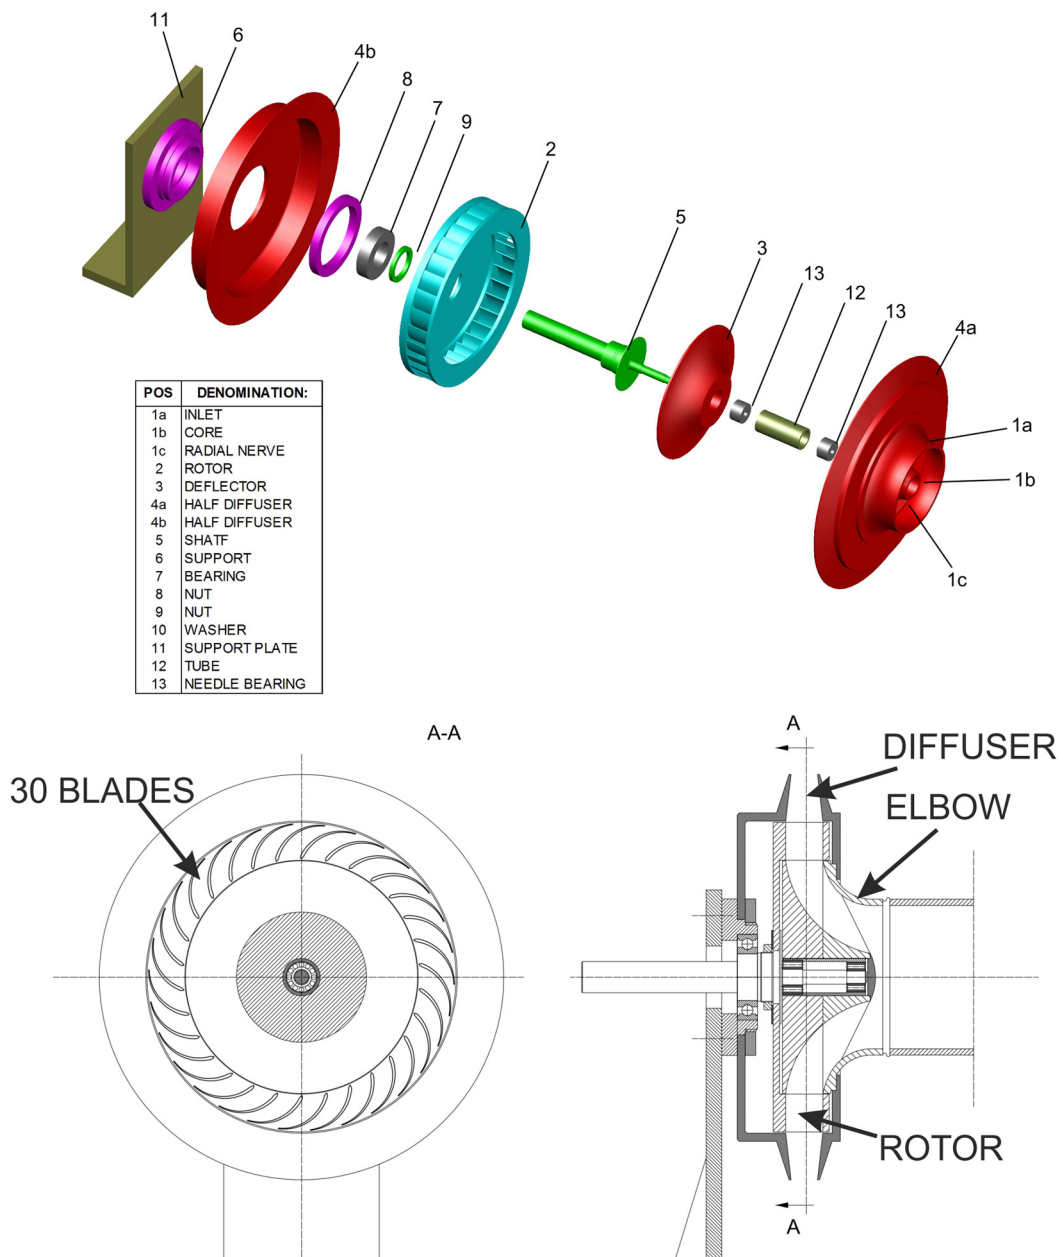 11
6
4b
8
7
9
2
5
3
13
12
13
4a
1a
1b
1c
POS DENOMINATION:
1a INLET
1b CORE
1c RADIAL NERVE
2 ROTOR
3 DEFLECTOR
4a HALF DIFFUSER
4b HALF DIFFUSER
5 SHATF
6 SUPPORT
7 BEARING
8 NUT
9 NUT
10 WASHER
11 SUPPORT PLATE
12 TUBE
13 NEEDLE BEARING
A-A
30 BLADES
A
DIFFUSER
ELBOW
ROTOR
A